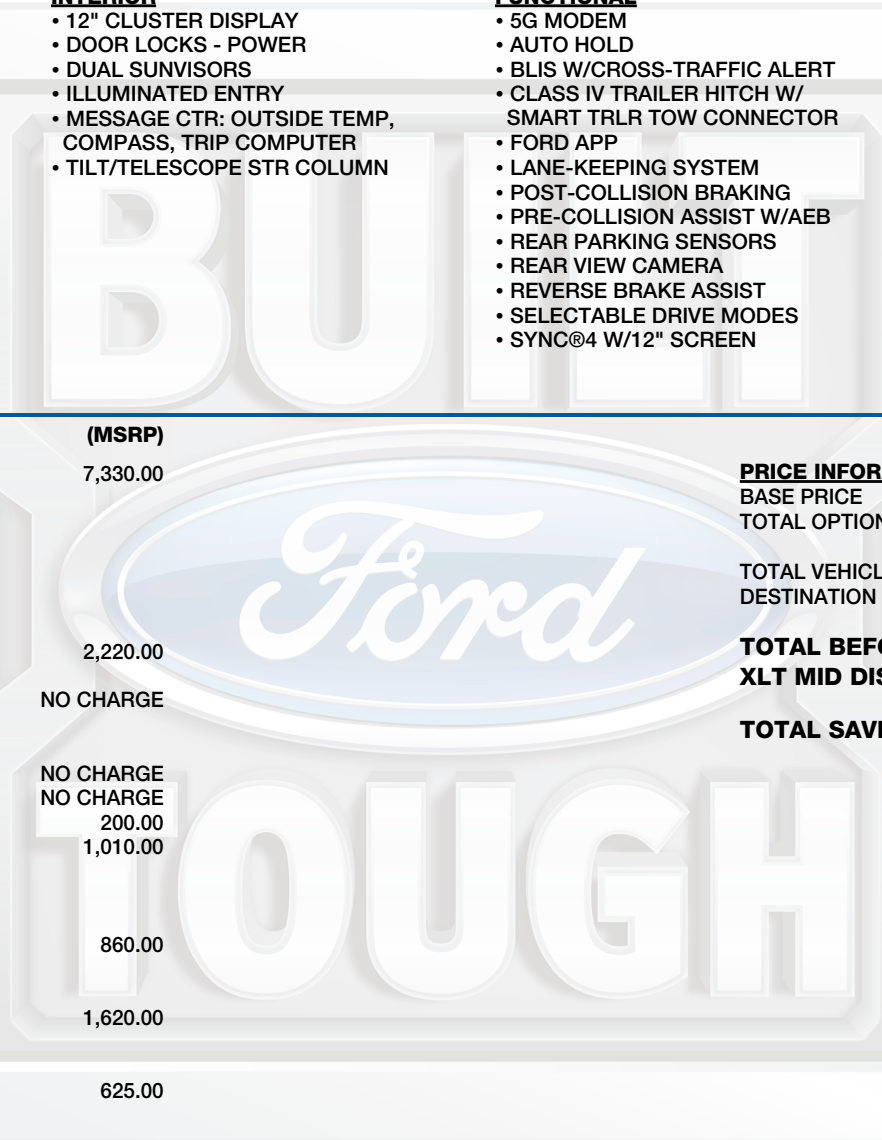 INTERIOR
• 12" CLUSTER DISPLAY
• DOOR LOCKS - POWER
• DUAL SUNVISORS
• ILLUMINATED ENTRY
• MESSAGE CTR: OUTSIDE TEMP,
COMPASS, TRIP COMPUTER
• TILT/TELESCOPE STR COLUMN
FUNCTIONAL
• 5G MODEM
• AUTO HOLD
• BLIS W/CROSS-TRAFFIC ALERT
• CLASS IV TRAILER HITCH W/
SMART TRLR TOW CONNECTOR
• FORD APP
• LANE-KEEPING SYSTEM
• POST-COLLISION BRAKING
• PRE-COLLISION ASSIST W/AEB
• REAR PARKING SENSORS
• REAR VIEW CAMERA
• REVERSE BRAKE ASSIST
• SELECTABLE DRIVE MODES
• SYNC®4 W/12" SCREEN
BUILT
(MSRP)
7,330.00
2,220.00
NO CHARGE
NO CHARGE
NO CHARGE
200.00
1,010.00
860.00
1,620.00
625.00
Ford
TOUGH
PRICE INFOR
BASE PRICE
TOTAL OPTION
TOTAL VEHICL
DESTINATION
TOTAL BEFO
XLT MID DIS
TOTAL SAVI